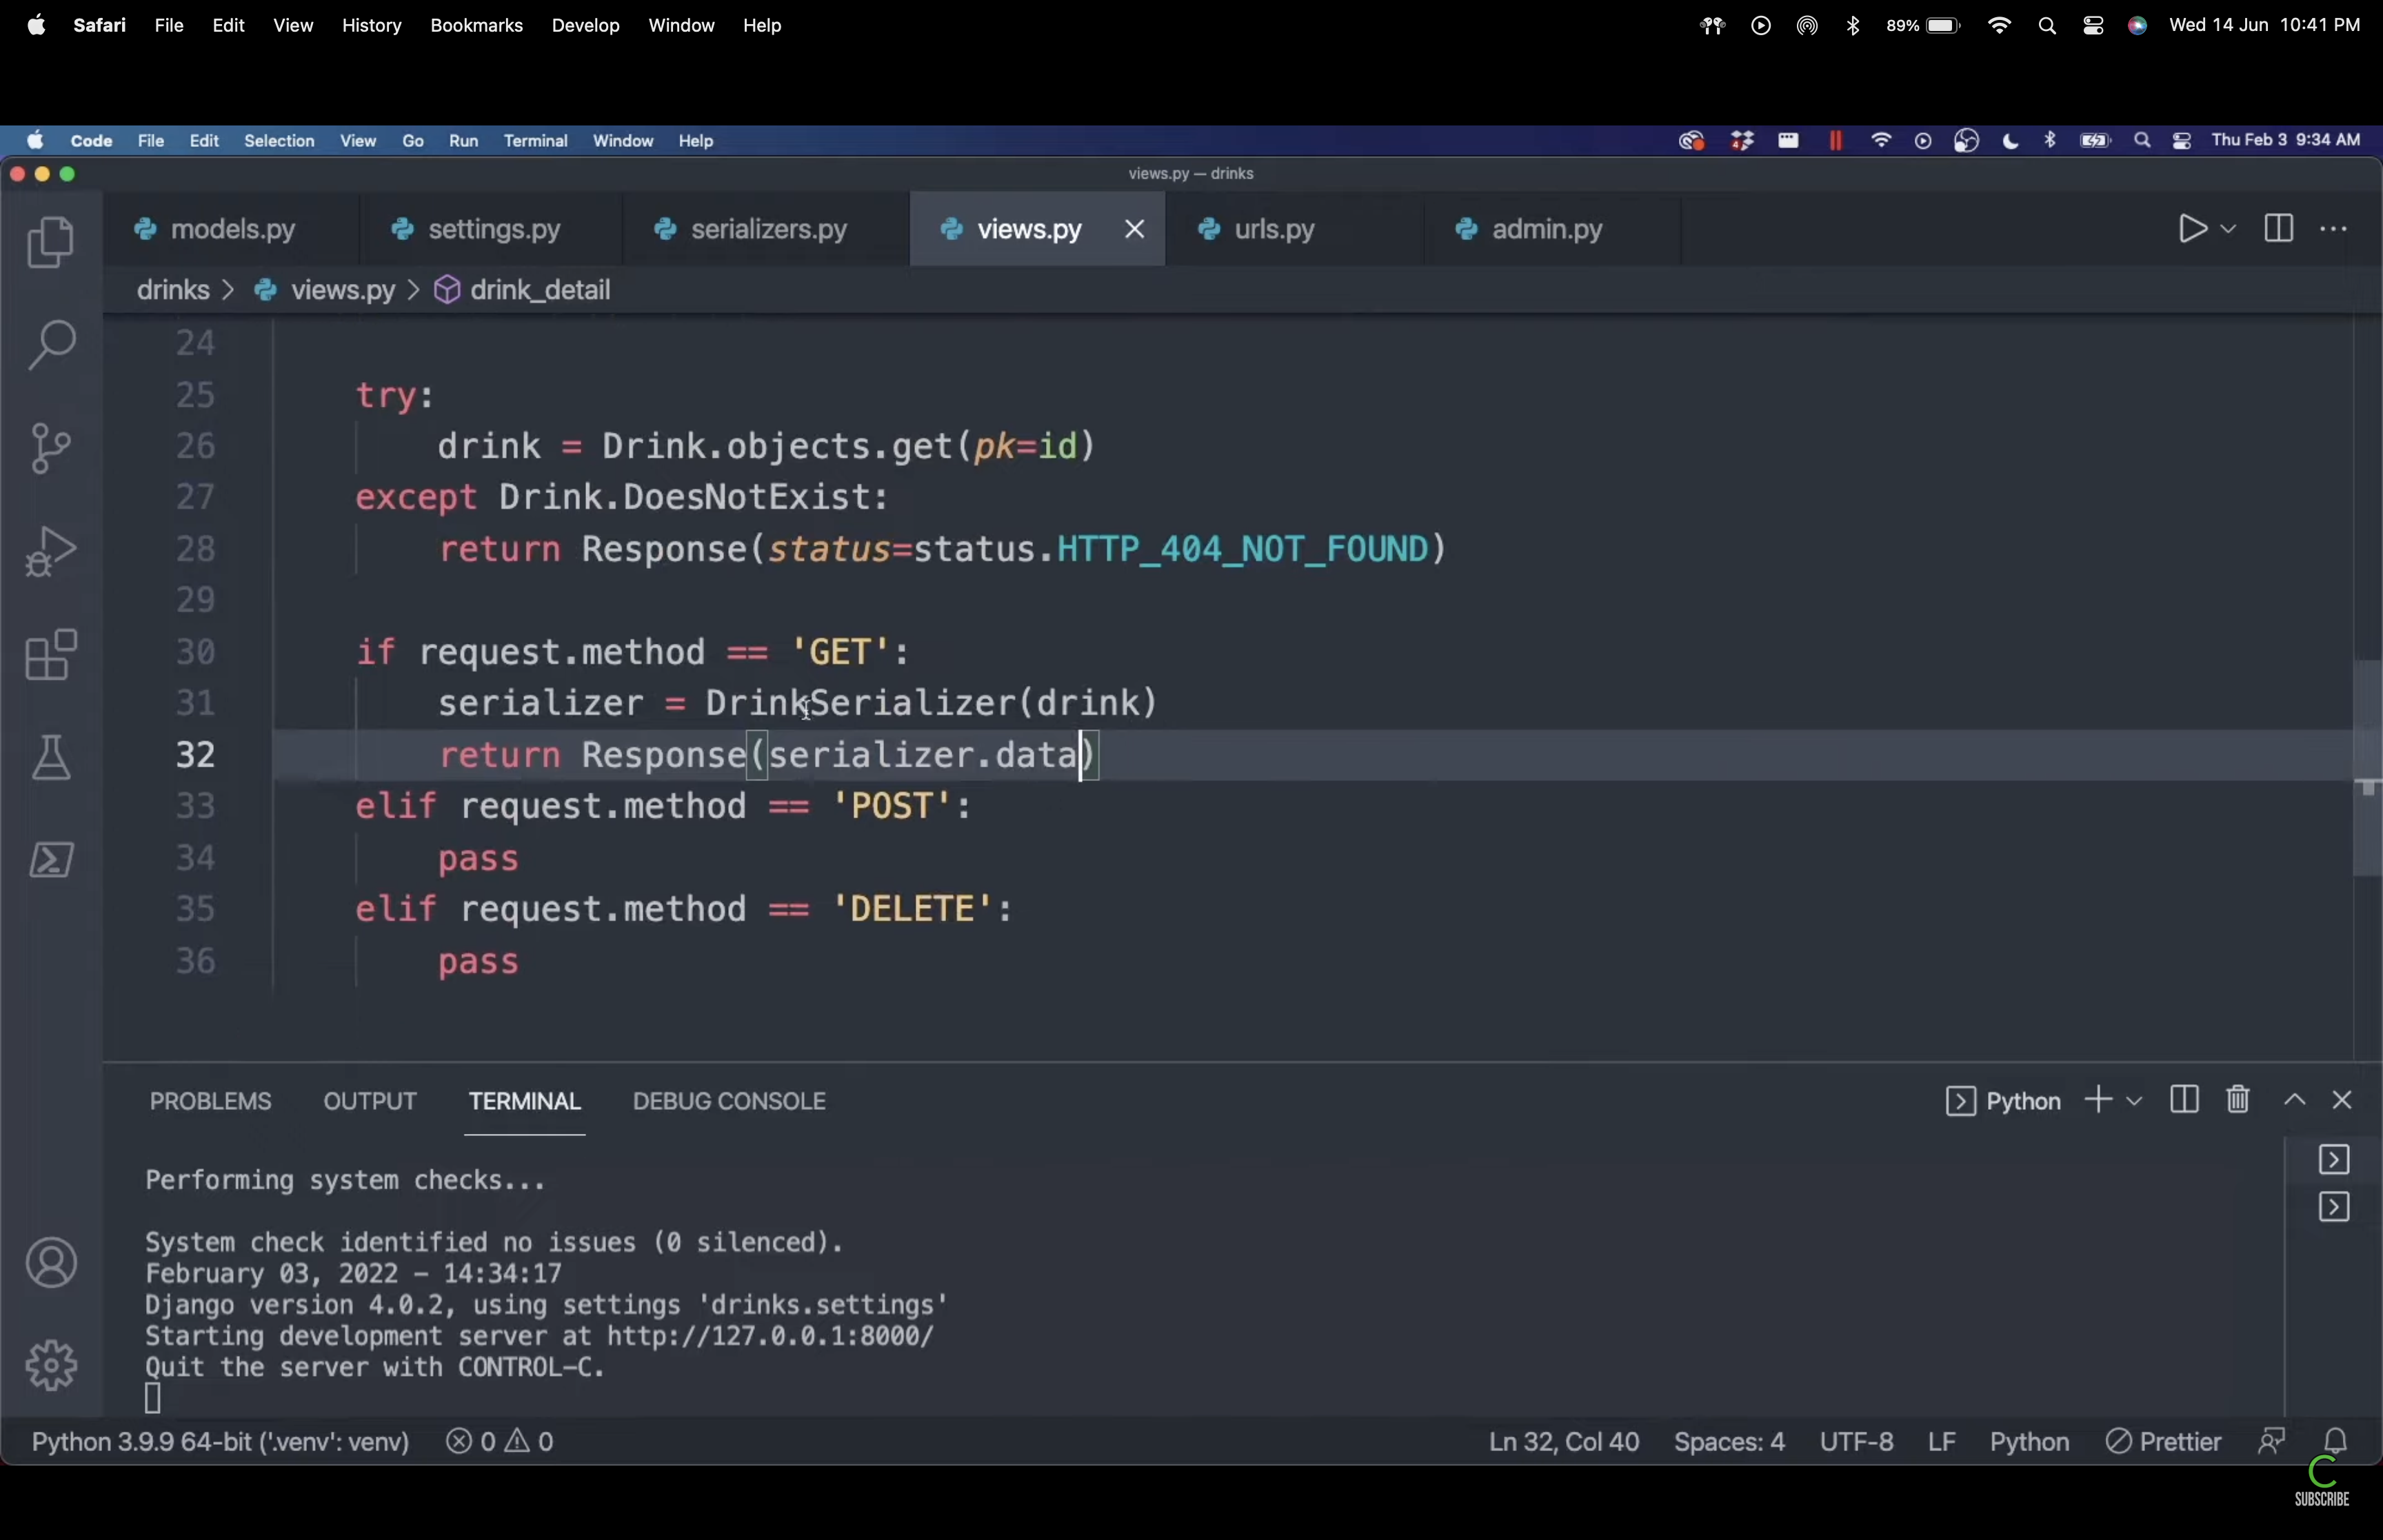 Safari File Edit View History Bookmarks Develop Window Help 89% Wed 14 Jun 10:41 PM
Code File Edit Selection View Go Run Terminal Window Help 4 Thu Feb 3 9:34 AM
views.py — drinks
models.py settings.py serializers.py views.py urls.py admin.py
drinks > views.py > drink_detail
24
25 try:
26 drink = Drink.objects.get(pk=id)
27 except Drink.DoesNotExist:
28 return Response(status=status.HTTP_404_NOT_FOUND)
29
30 if request.method == 'GET':
31 serializer = DrinkSerializer(drink)
32 return Response(serializer.data)
33 elif request.method == 'POST':
34 pass
35 elif request.method == 'DELETE':
36 pass
PROBLEMS OUTPUT TERMINAL DEBUG CONSOLE Python
Performing system checks...
System check identified no issues (0 silenced).
February 03, 2022 - 14:34:17
Django version 4.0.2, using settings 'drinks.settings'
Starting development server at http://127.0.0.1:8000/
Quit the server with CONTROL-C.
Python 3.9.9 64-bit ('.venv': venv) 0 0 Ln 32, Col 40 Spaces: 4 UTF-8 LF Python Prettier
SUBSCRIBE